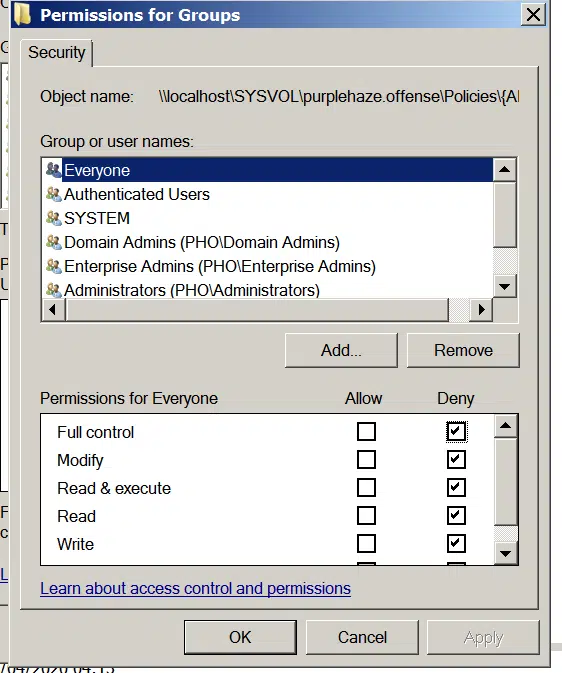 Permissions for Groups
Security
Object name: \\localhost\SYSVOL\purplehaze.offense\Policies\{A
Group or user names:
Everyone
Authenticated Users
SYSTEM
Domain Admins (PHO\Domain Admins)
Enterprise Admins (PHO\Enterprise Admins)
Administrators (PHO\Administrators)
Add...
Remove
Permissions for Everyone Allow Deny
Full control
Modify
Read & execute
Read
Write
Learn about access control and permissions
OK
Cancel
Apply